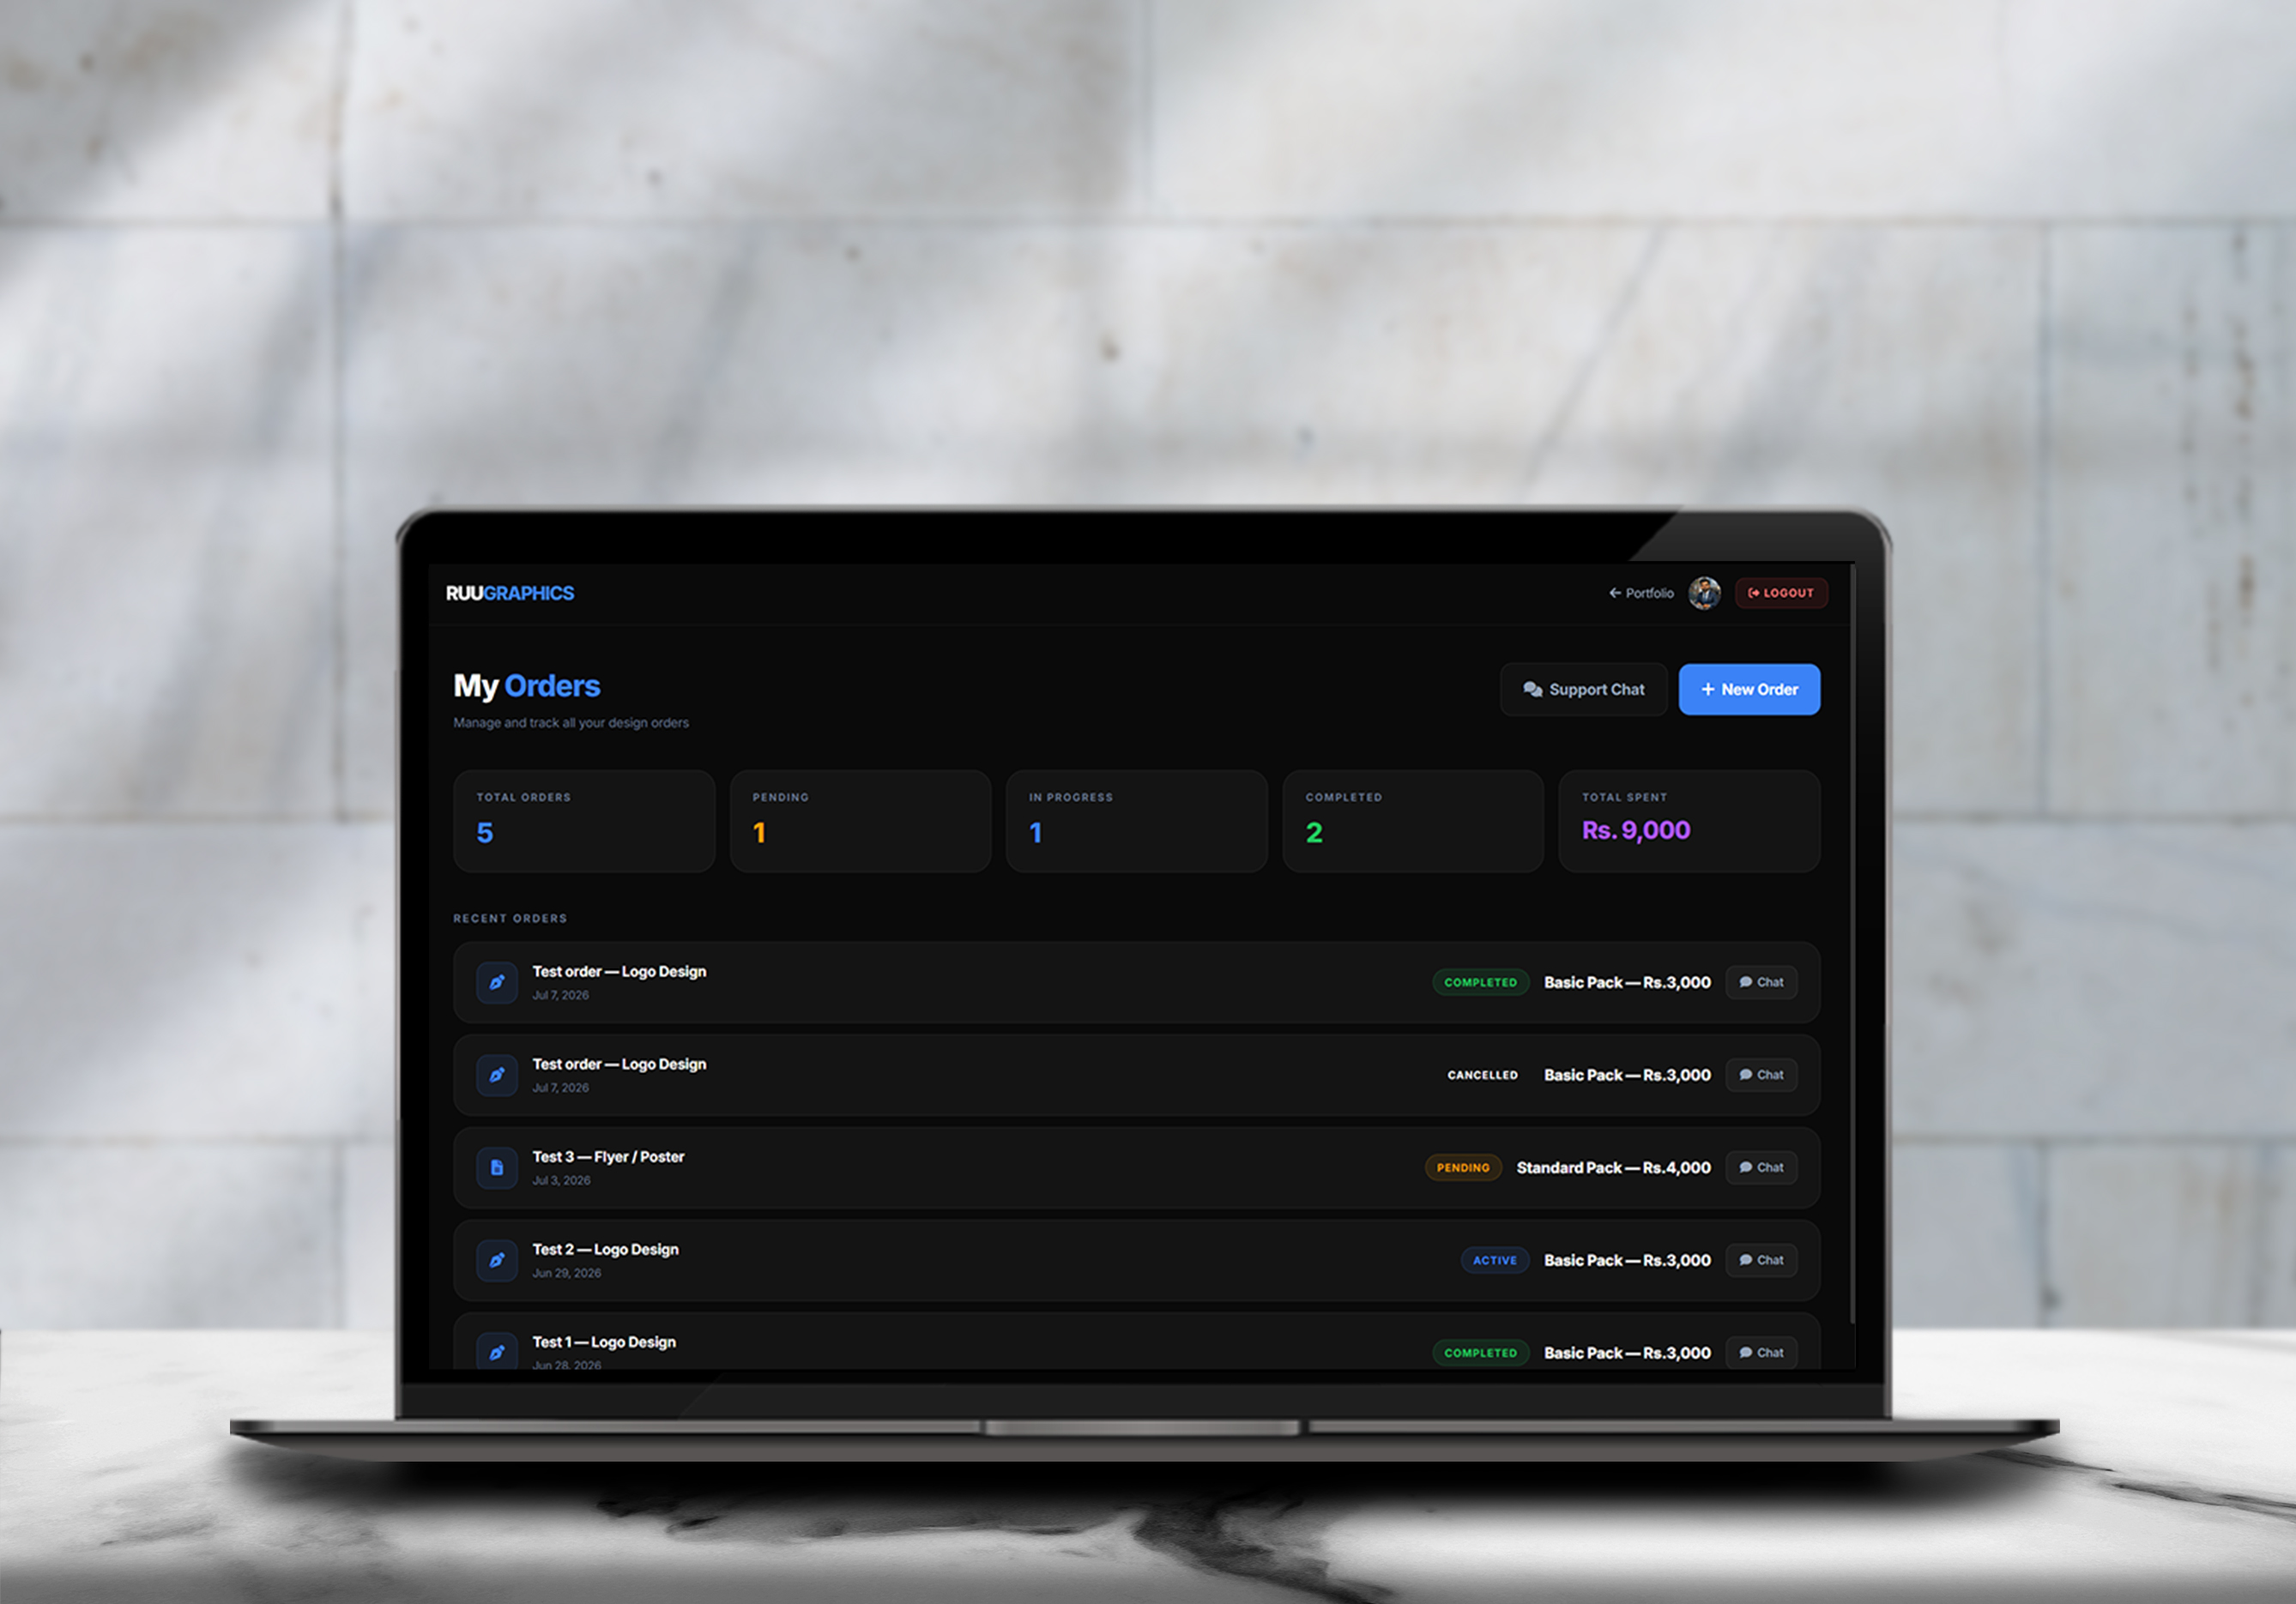 RUUGRAPHICS
← Portfolio
LOGOUT
My Orders
Manage and track all your design orders
Support Chat
+ New Order
TOTAL ORDERS
5
PENDING
1
IN PROGRESS
1
COMPLETED
2
TOTAL SPENT
Rs. 9,000
RECENT ORDERS
Test order — Logo Design
Jul 7, 2026
COMPLETED
Basic Pack — Rs.3,000
Chat
Test order — Logo Design
Jul 7, 2026
CANCELLED
Basic Pack — Rs.3,000
Chat
Test 3 — Flyer / Poster
Jul 3, 2026
PENDING
Standard Pack — Rs.4,000
Chat
Test 2 — Logo Design
Jun 29, 2026
ACTIVE
Basic Pack — Rs.3,000
Chat
Test 1 — Logo Design
Jun 28, 2026
COMPLETED
Basic Pack — Rs.3,000
Chat